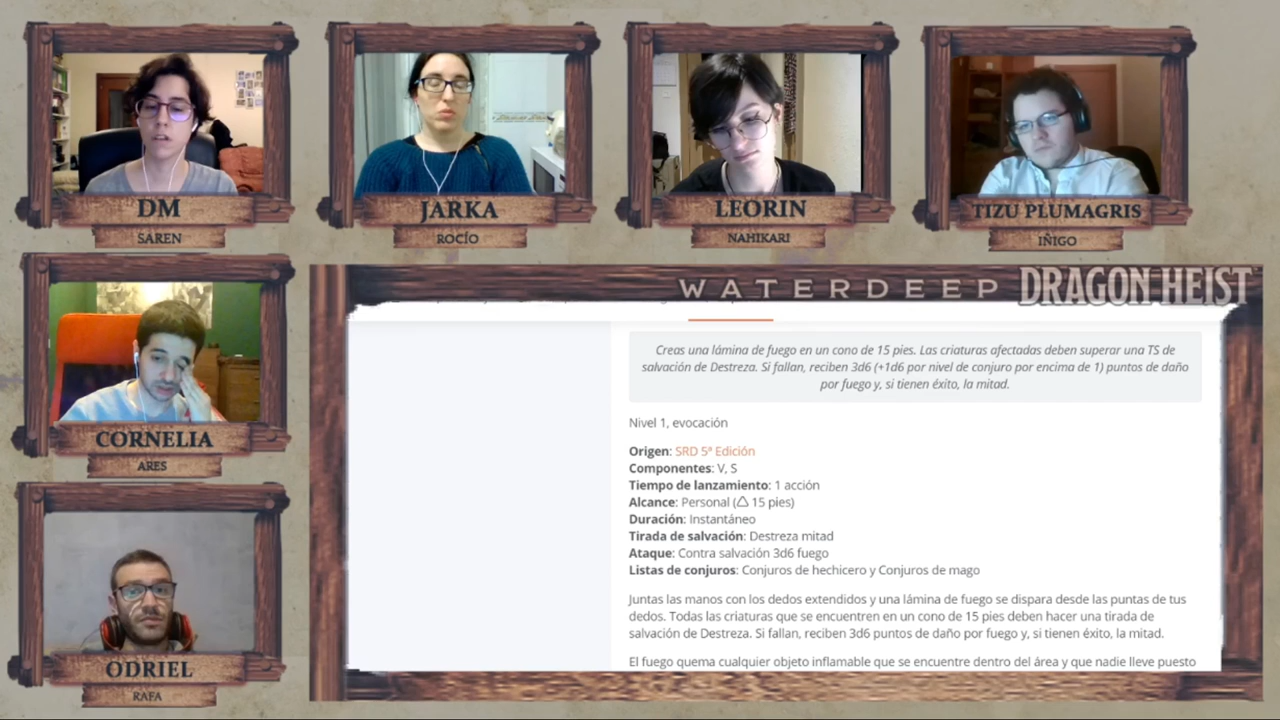 DM
SAREN
JARKA
ROCÍO
LEORIN
NAHIKARI
TIZU PLUMAGRIS
IÑIGO
CORNELIA
ARES
ODRIEL
RAFA
WATERDEEP DRAGON HEIST
Creas una lámina de fuego en un cono de 15 pies. Las criaturas afectadas deben superar una TS de
salvación de Destreza. Si fallan, reciben 3d6 (+1d6 por nivel de conjuro por encima de 1) puntos de daño
por fuego y, si tienen éxito, la mitad.
Nivel 1, evocación
Origen: SRD 5ª Edición
Componentes: V, S
Tiempo de lanzamiento: 1 acción
Alcance: Personal (△ 15 pies)
Duración: Instantáneo
Tirada de salvación: Destreza mitad
Ataque: Contra salvación 3d6 fuego
Listas de conjuros: Conjuros de hechicero y Conjuros de mago
Juntas las manos con los dedos extendidos y una lámina de fuego se dispara desde las puntas de tus
dedos. Todas las criaturas que se encuentren en un cono de 15 pies deben hacer una tirada de
salvación de Destreza. Si fallan, reciben 3d6 puntos de daño por fuego y, si tienen éxito, la mitad.
El fuego quema cualquier objeto inflamable que se encuentre dentro del área y que nadie lleve puesto